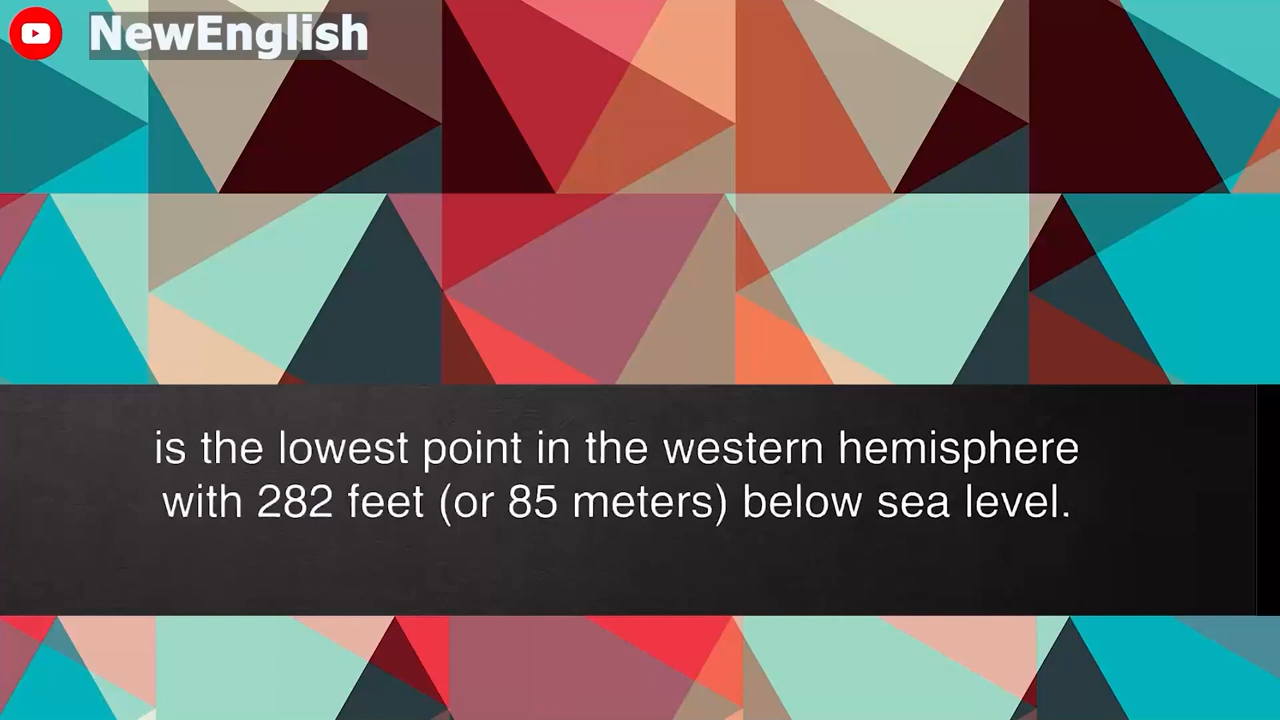 NewEnglish
is the lowest point in the western hemisphere
with 282 feet (or 85 meters) below sea level.